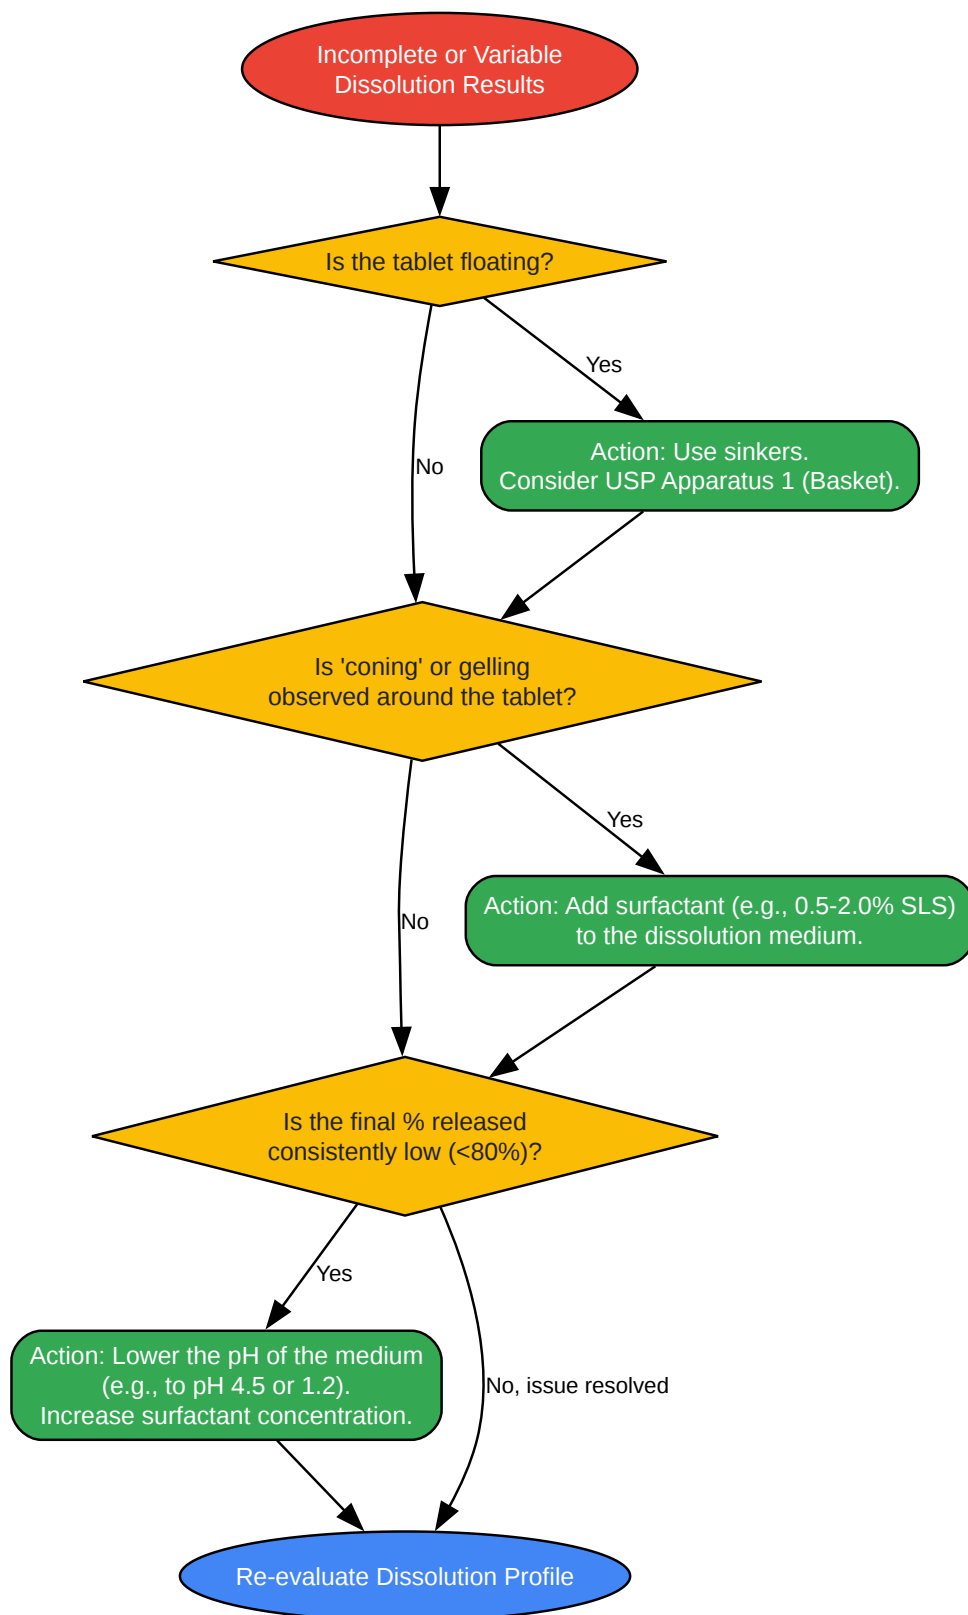 Incomplete or Variable
Dissolution Results
Is the tablet floating?
Yes
Action: Use sinkers.
Consider USP Apparatus 1 (Basket).
No
Is 'coning' or gelling
observed around the tablet?
Yes
Action: Add surfactant (e.g., 0.5-2.0% SLS)
to the dissolution medium.
No
Is the final % released
consistently low (<80%)?
Yes
Action: Lower the pH of the medium
(e.g., to pH 4.5 or 1.2).
Increase surfactant concentration.
No, issue resolved
Re-evaluate Dissolution Profile